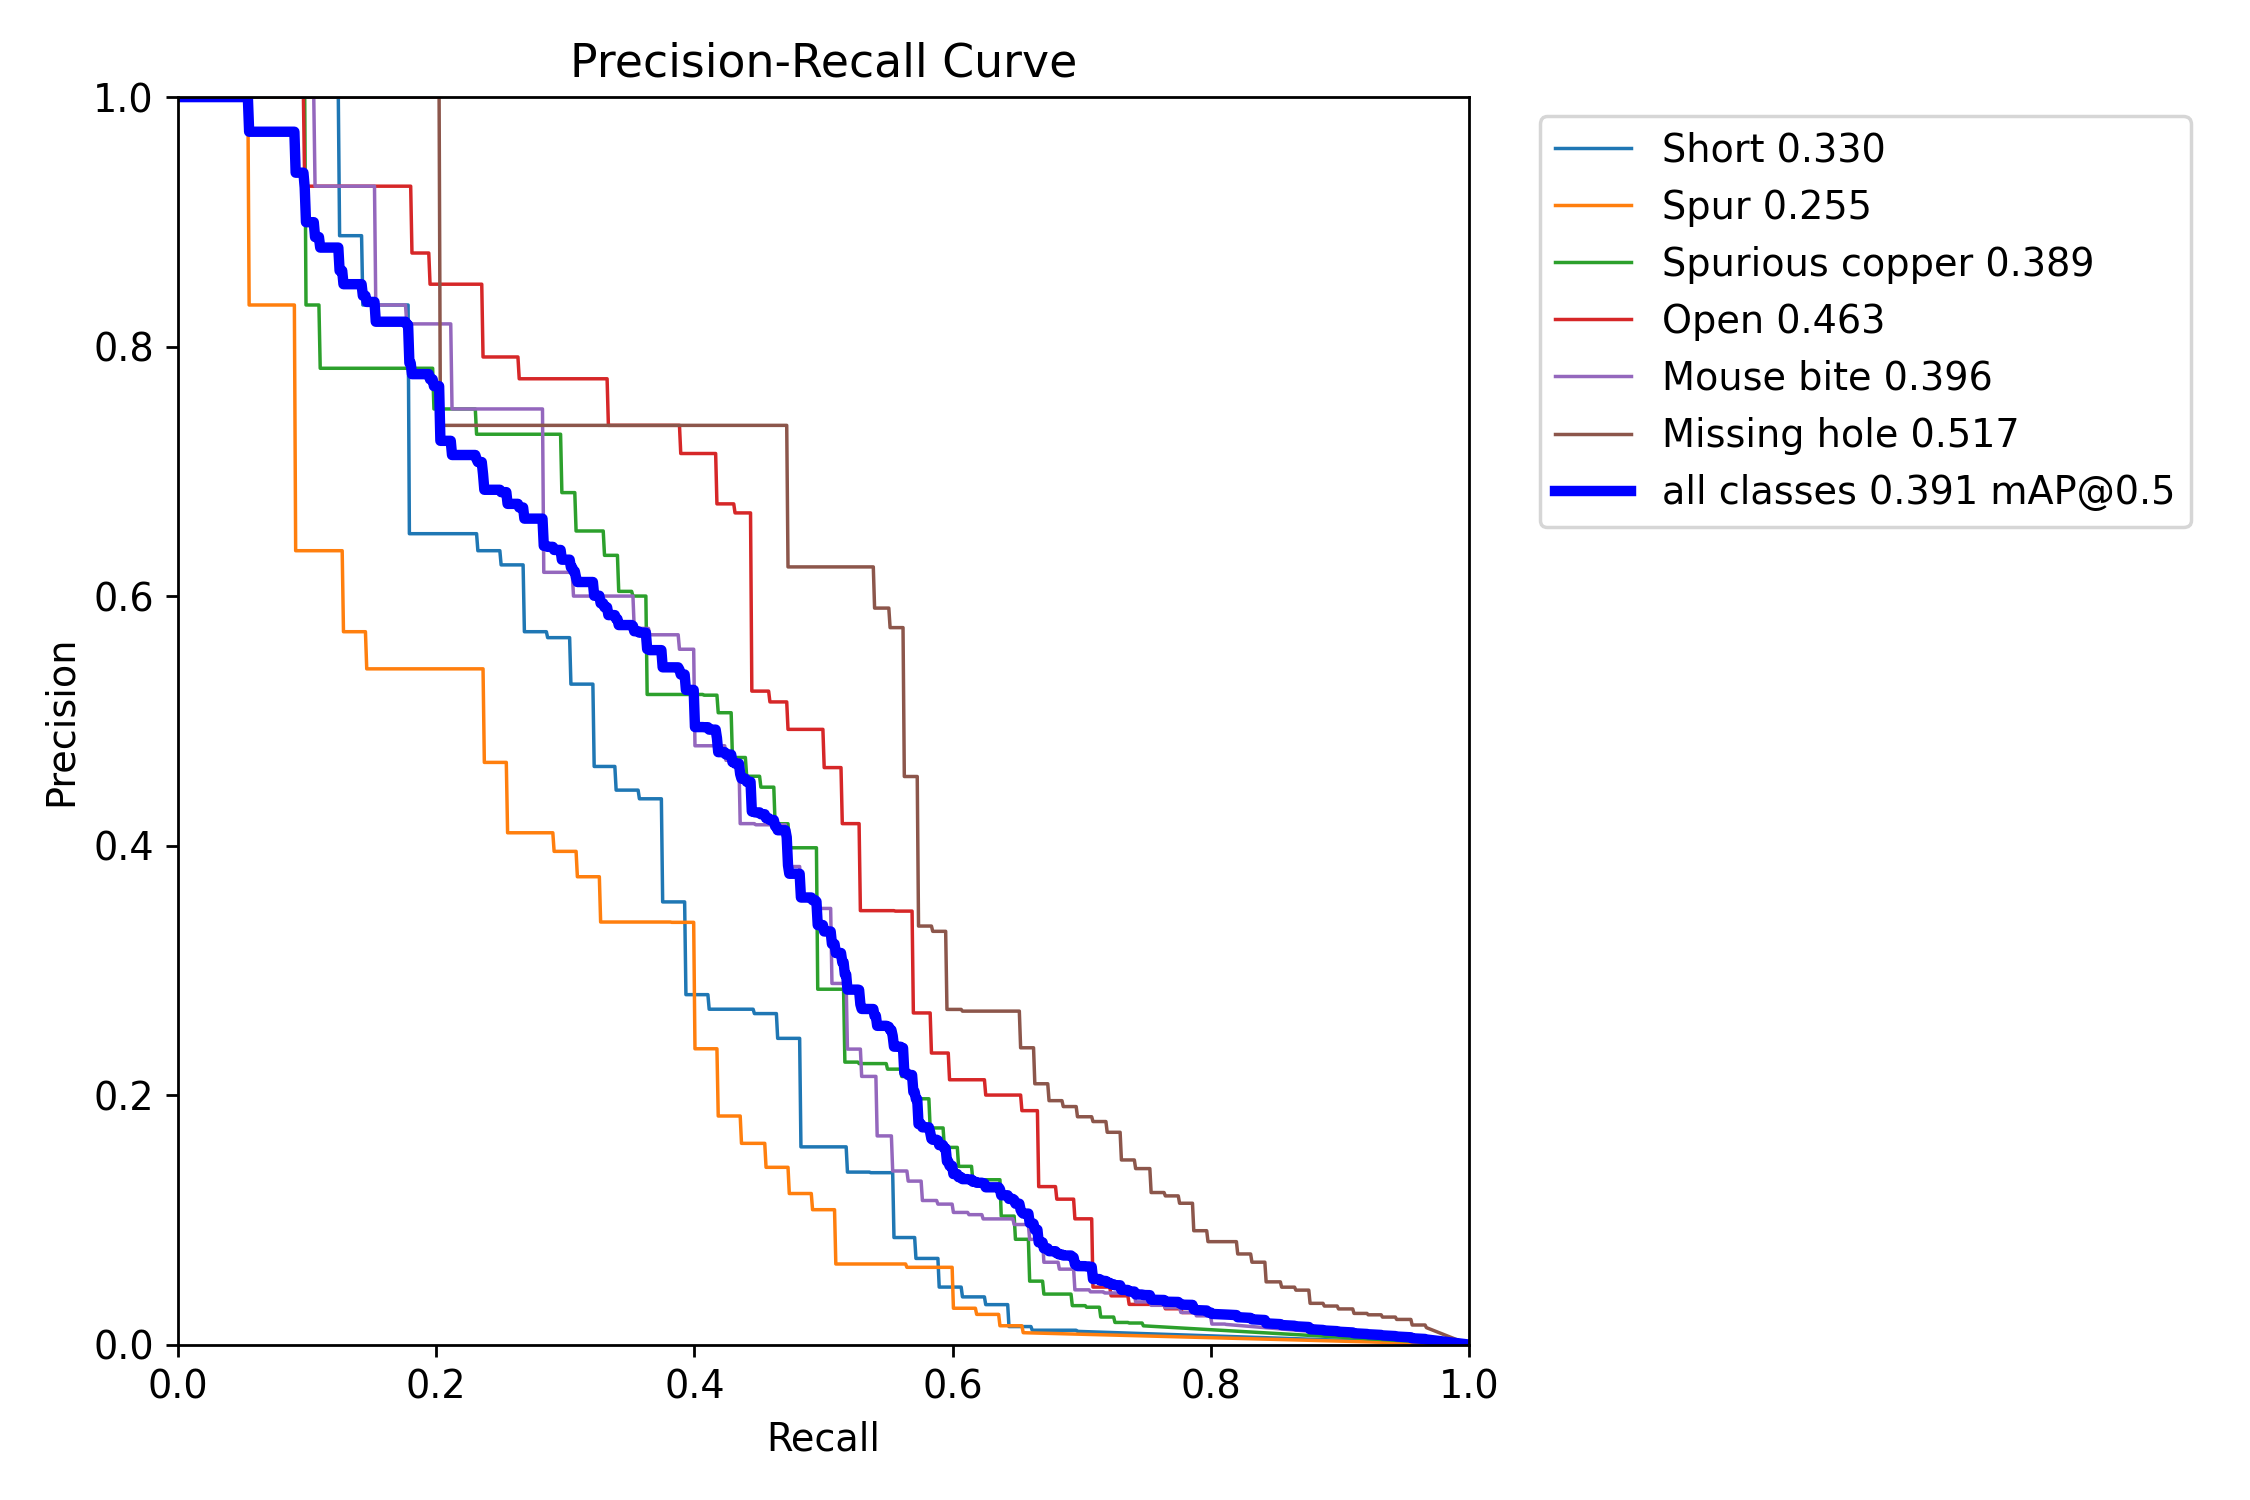 Precision-Recall Curve
1.0
0.8
0.6
0.4
0.2
0.0
Precision
0.0 0.2 0.4 0.6 0.8 1.0
Recall
Short 0.330
Spur 0.255
Spurious copper 0.389
Open 0.463
Mouse bite 0.396
Missing hole 0.517
all classes 0.391 mAP@0.5